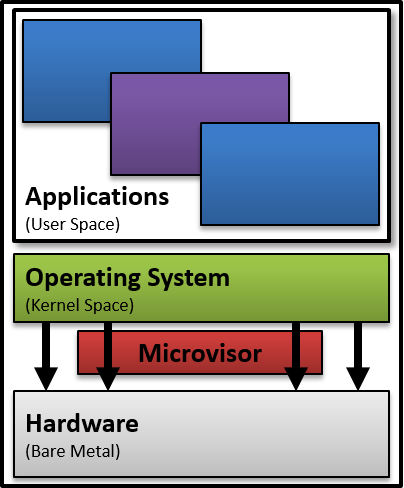 Applications
(User Space)
Operating System
(Kernel Space)
Microvisor
Hardware
(Bare Metal)